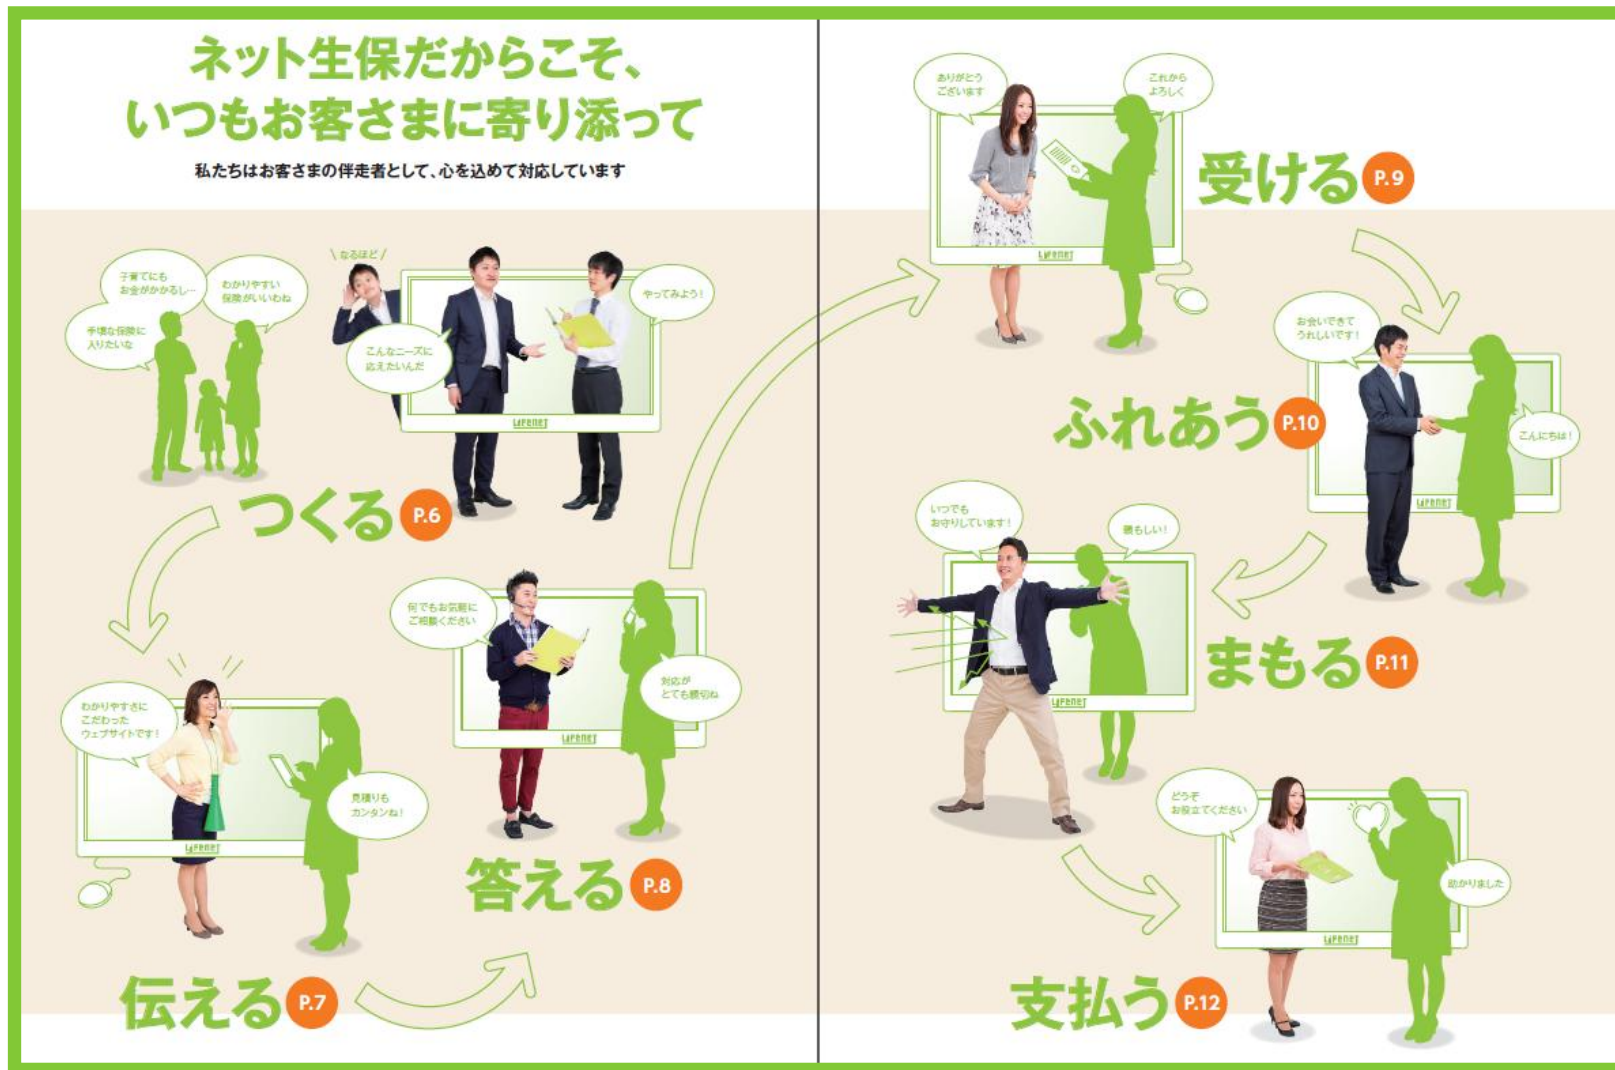 ネット生保だからこそ、
いつもお客さまに寄り添って
私たちはお客さまの伴走者として、心を込めて対応しています
子育てにも
お金がかかるし…
わかりやすい
保険がいいわね
手頃な保険に
入りたいな
なるほど
こんなニーズに
応えたいんだ
やってみよう！
LIFENET
つくる P.6
わかりやすさに
こだわった
ウェブサイトです！
見積りも
カンタンね！
LIFENET
伝える P.7
何でもお気軽に
ご相談ください
対応が
とても親切ね
LIFENET
答える P.8
ありがとう
ございます
これから
よろしく
LIFENET
受ける P.9
お会いできて
うれしいです！
こんにちは！
LIFENET
ふれあう P.10
いつでも
お守りしています！
頼もしい！
LIFENET
まもる P.11
どうぞ
お役立てください
助かりました
LIFENET
支払う P.12